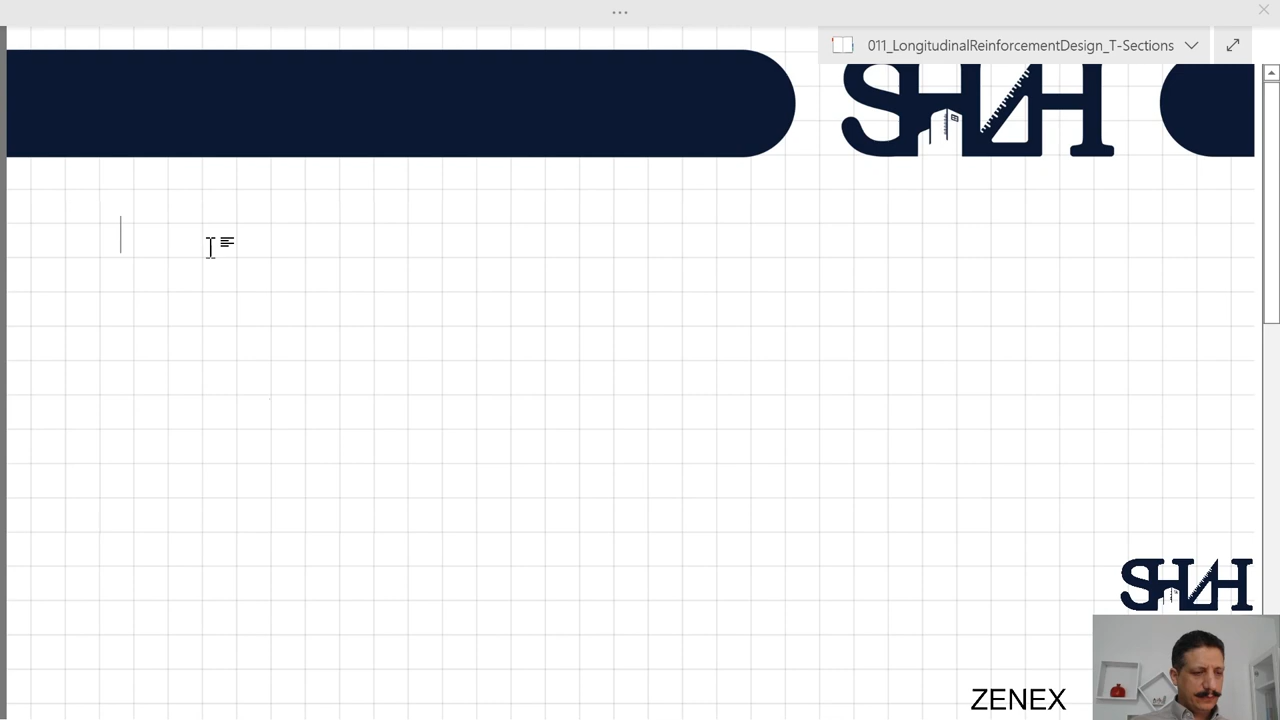 011_LongitudinalReinforcementDesign_T-Sections
SHZH
SHZH
ZENEX